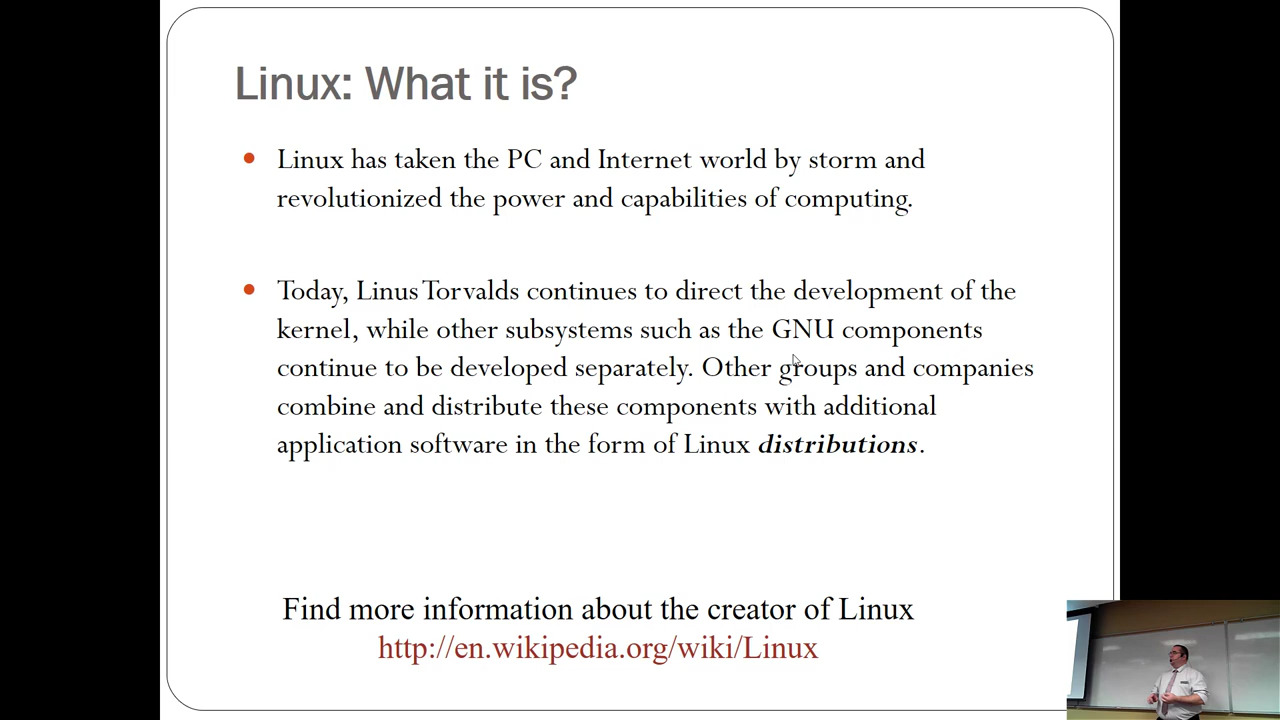 Linux: What it is?
Linux has taken the PC and Internet world by storm and
revolutionized the power and capabilities of computing.
Today, Linus Torvalds continues to direct the development of the
kernel, while other subsystems such as the GNU components
continue to be developed separately. Other groups and companies
combine and distribute these components with additional
application software in the form of Linux distributions.
Find more information about the creator of Linux
http://en.wikipedia.org/wiki/Linux